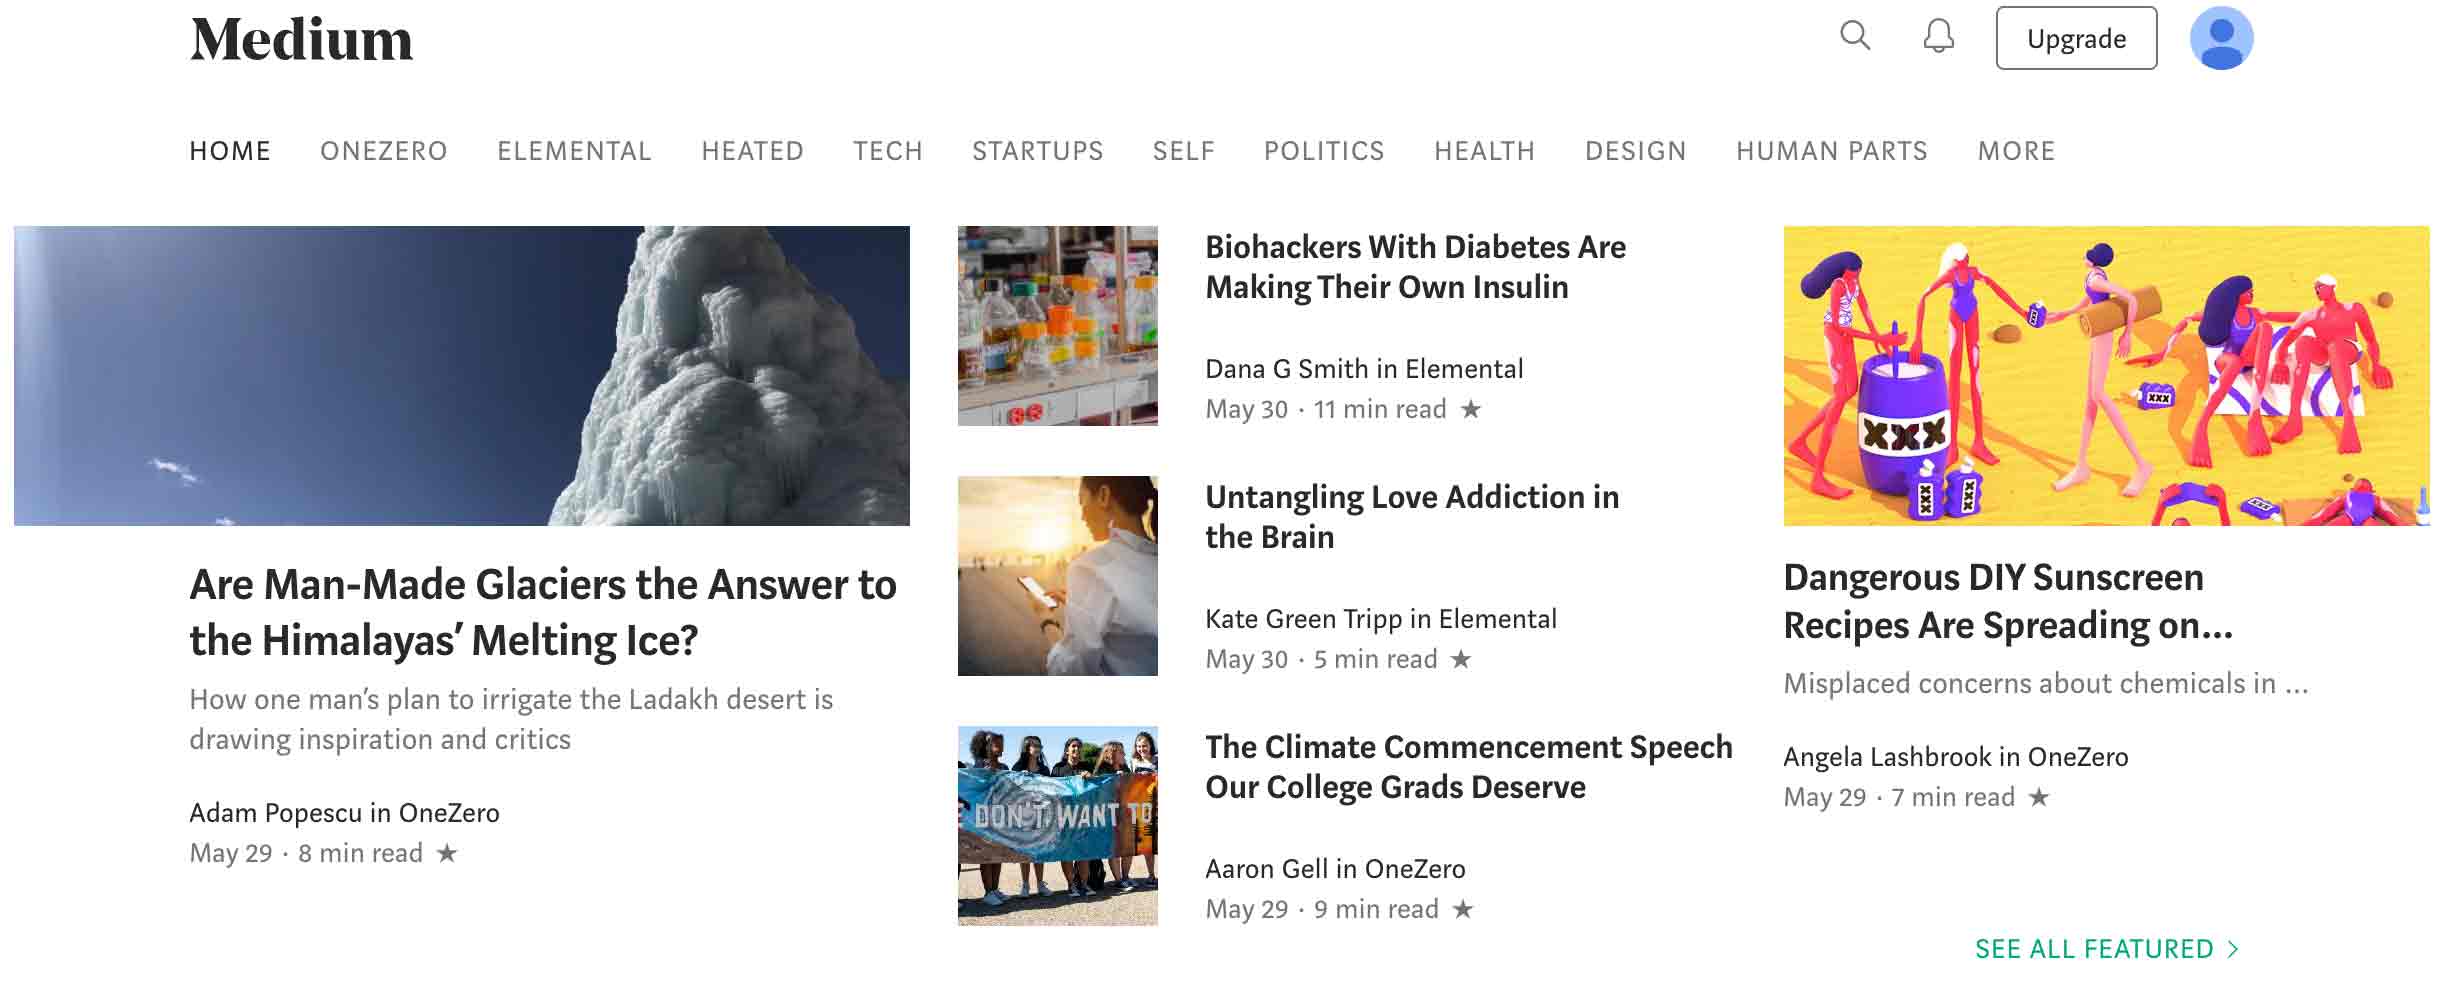 Medium
Upgrade
HOME ONEZERO ELEMENTAL HEATED TECH STARTUPS SELF POLITICS HEALTH DESIGN HUMAN PARTS MORE
Are Man-Made Glaciers the Answer to
the Himalayas’ Melting Ice?
How one man’s plan to irrigate the Ladakh desert is
drawing inspiration and critics
Adam Popescu in OneZero
May 29 · 8 min read ★
Biohackers With Diabetes Are
Making Their Own Insulin
Dana G Smith in Elemental
May 30 · 11 min read ★
Untangling Love Addiction in
the Brain
Kate Green Tripp in Elemental
May 30 · 5 min read ★
DON'T WANT TO
The Climate Commencement Speech
Our College Grads Deserve
Aaron Gell in OneZero
May 29 · 9 min read ★
XXX
XXX
XXX
XXX
XXX
Dangerous DIY Sunscreen
Recipes Are Spreading on...
Misplaced concerns about chemicals in ...
Angela Lashbrook in OneZero
May 29 · 7 min read ★
SEE ALL FEATURED >